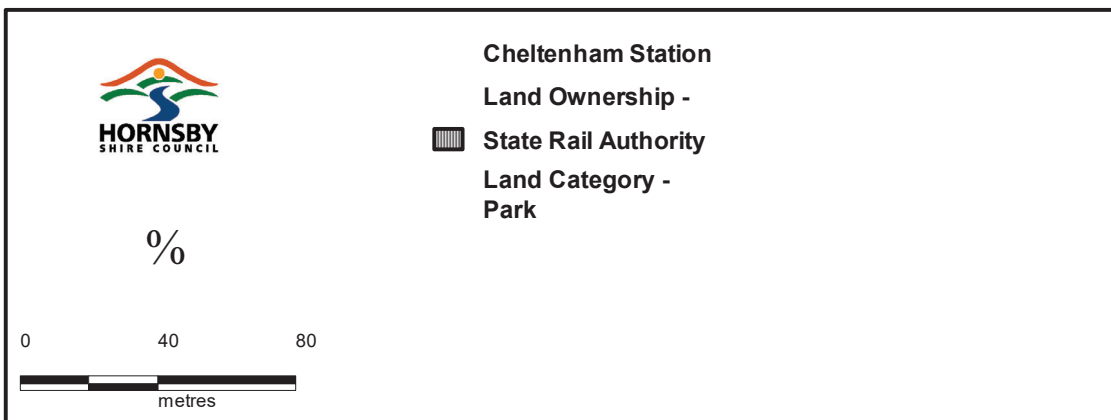 HORNSBY
SHIRE COUNCIL
%
0 40 80
metres
Cheltenham Station
Land Ownership -
State Rail Authority
Land Category -
Park